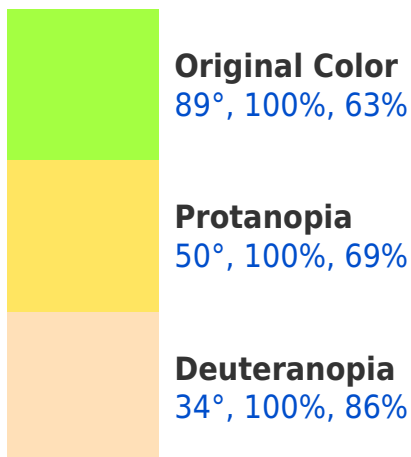 Original Color
89°, 100%, 63%
Protanopia
50°, 100%, 69%
Deuteranopia
34°, 100%, 86%